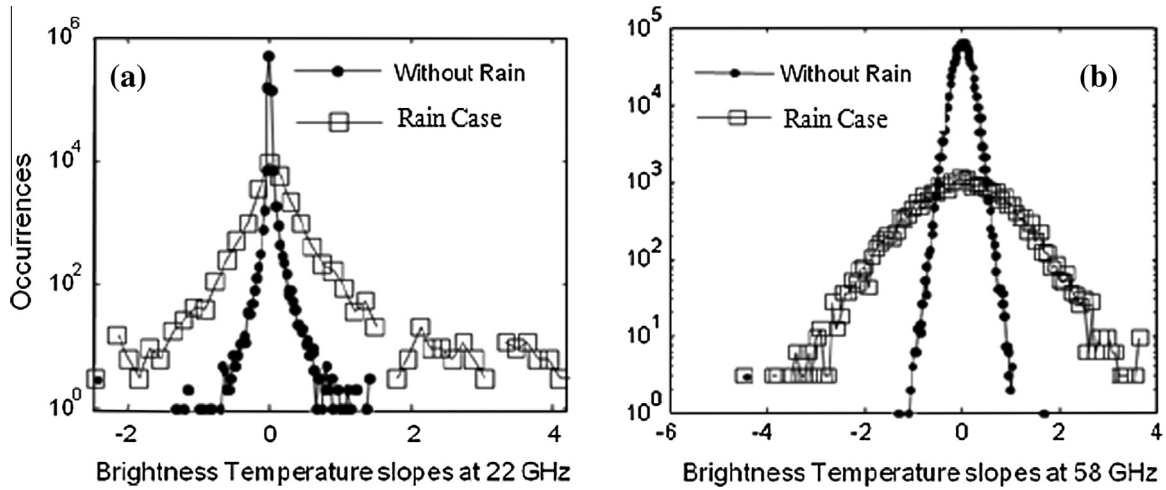 (a)
Without Rain
Rain Case
Occurrences
10^6
10^4
10^2
10^0
-2
0
2
4
Brightness Temperature slopes at 22 GHz
(b)
Without Rain
Rain Case
10^5
10^4
10^3
10^2
10^1
10^0
-6
-4
-2
0
2
4
Brightness Temperature slopes at 58 GHz